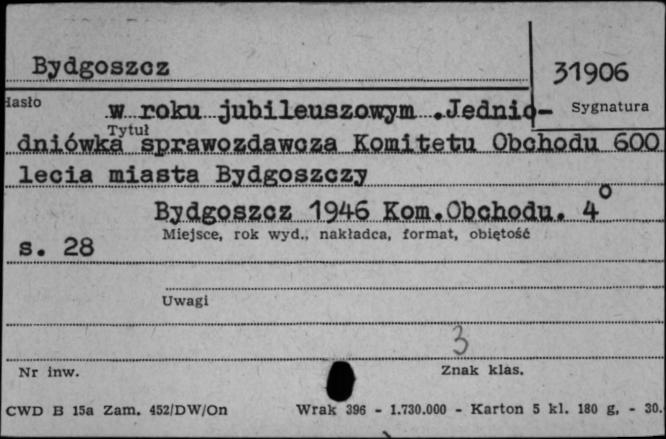 Bydgoszcz
31906
Hasło
Sygnatura
w roku jubileuszowym .Jednio-
Tytuł
dniówka sprawozdawcza Komitetu Obchodu 600
lecia miasta Bydgoszczy
Bydgoszcz 1946 Kom.Obchodu. 4º
Miejsce, rok wyd., nakładca, format, obiętość
s. 28
Uwagi
3
Nr inw.
Znak klas.
CWD B 15a Zam. 452/DW/On
Wrak 396 - 1.730.000 - Karton 5 kl. 180 g, - 30.